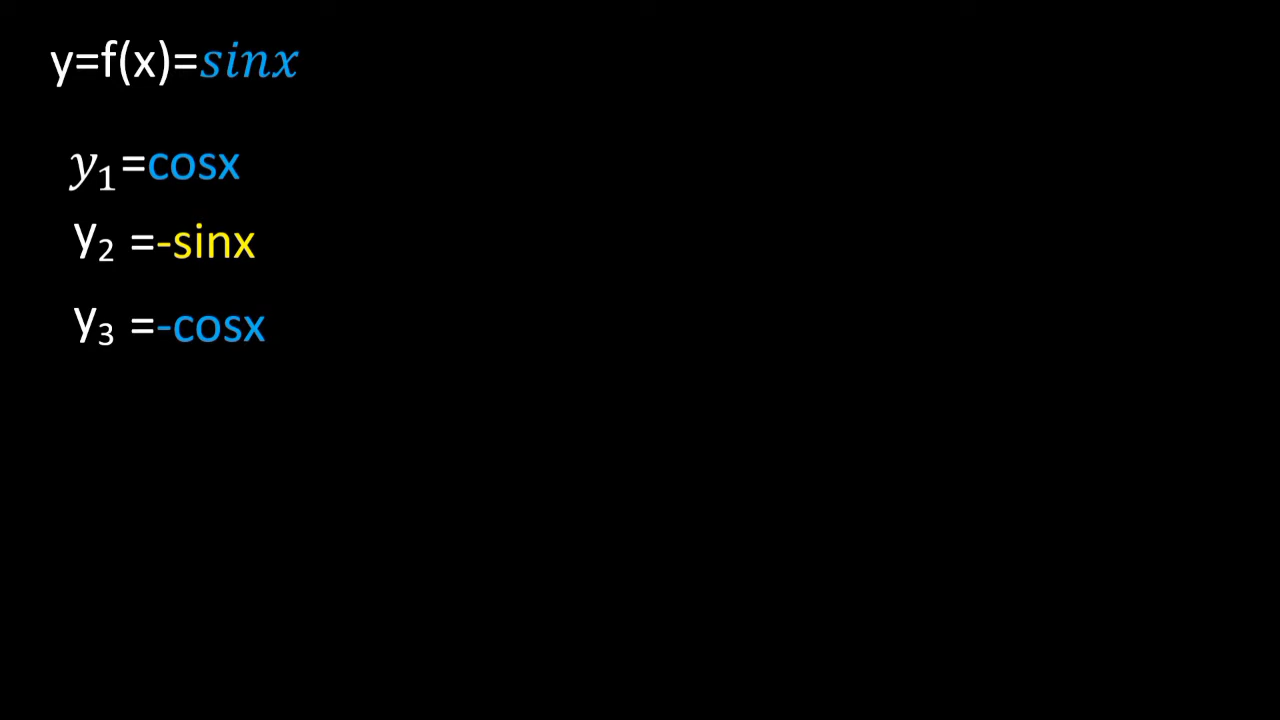 y=f(x)=sinx
y₁=cosx
y₂ =-sinx
y₃ =-cosx